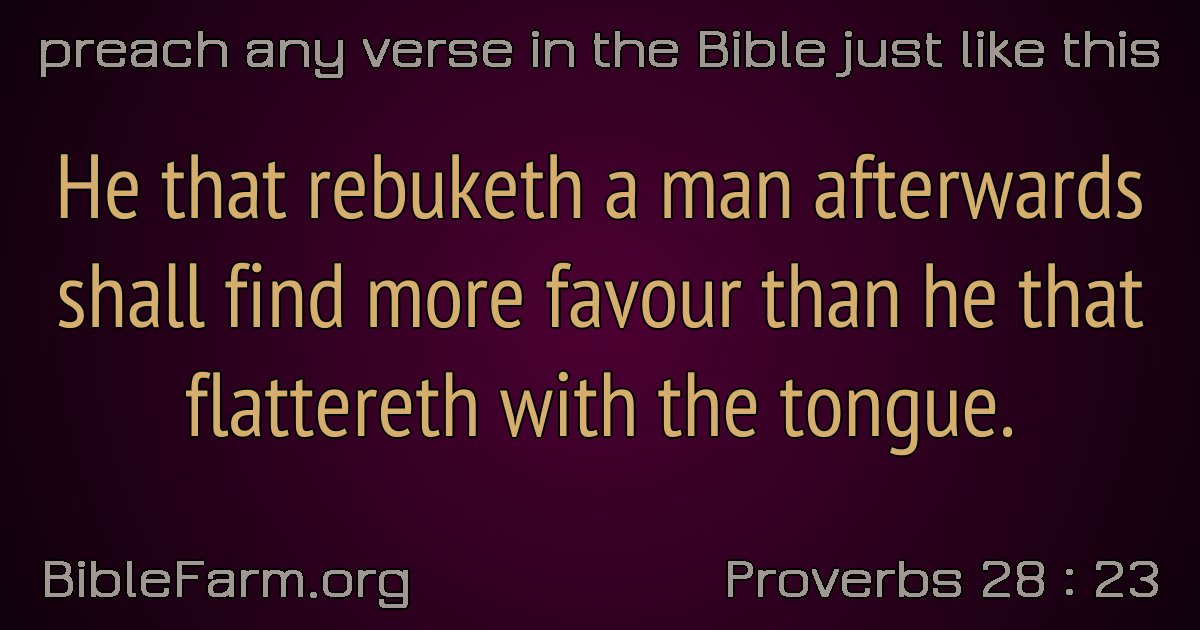 preach any verse in the Bible just like this
He that rebuketh a man afterwards
shall find more favour than he that
flattereth with the tongue.
BibleFarm.org
Proverbs 28 : 23